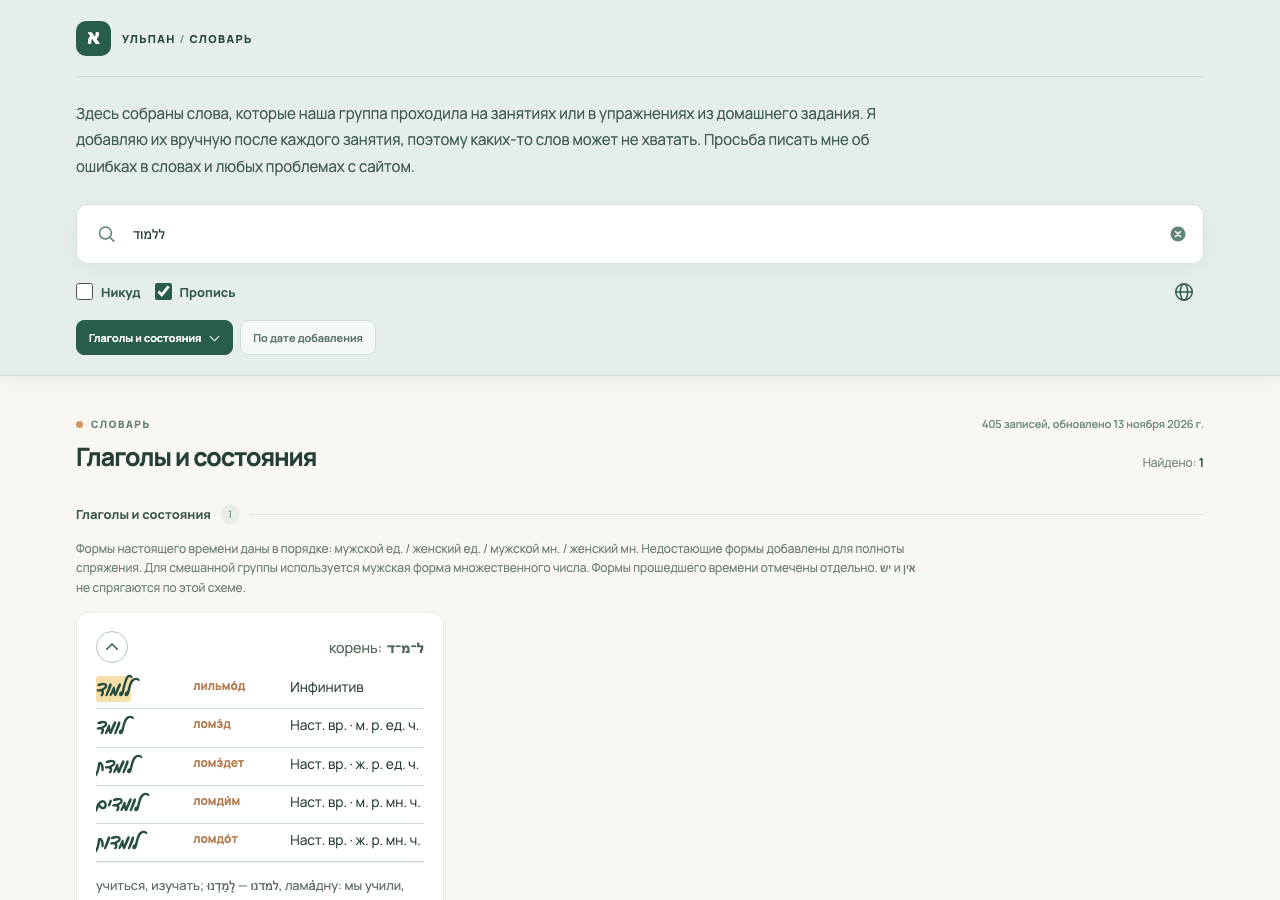 א УЛЬПАН / СЛОВАРЬ
Здесь собраны слова, которые наша группа проходила на занятиях или в упражнениях из домашнего задания. Я
добавляю их вручную после каждого занятия, поэтому каких-то слов может не хватать. Просьба писать мне об
ошибках в словах и любых проблемах с сайтом.
ללמוד
Никуд Пропись
Глаголы и состояния По дате добавления
СЛОВАРЬ 405 записей, обновлено 13 ноября 2026 г.
Глаголы и состояния Найдено: 1
Глаголы и состояния 1
Формы настоящего времени даны в порядке: мужской ед. / женский ед. / мужской мн. / женский мн. Недостающие формы добавлены для полноты
спряжения. Для смешанной группы используется мужская форма множественного числа. Формы прошедшего времени отмечены отдельно. יש и אין
не спрягаются по этой схеме.
корень: ל־מ־ד
ללמוד лильмо́д Инфинитив
לומד ломэ́д Наст. вр. · м. р. ед. ч.
לומדת ломэ́дет Наст. вр. · ж. р. ед. ч.
לומדים ломди́м Наст. вр. · м. р. мн. ч.
לומדות ломдо́т Наст. вр. · ж. р. мн. ч.
учиться, изучать; לָמַדְנוּ — למדנו, лама́дну: мы учили,